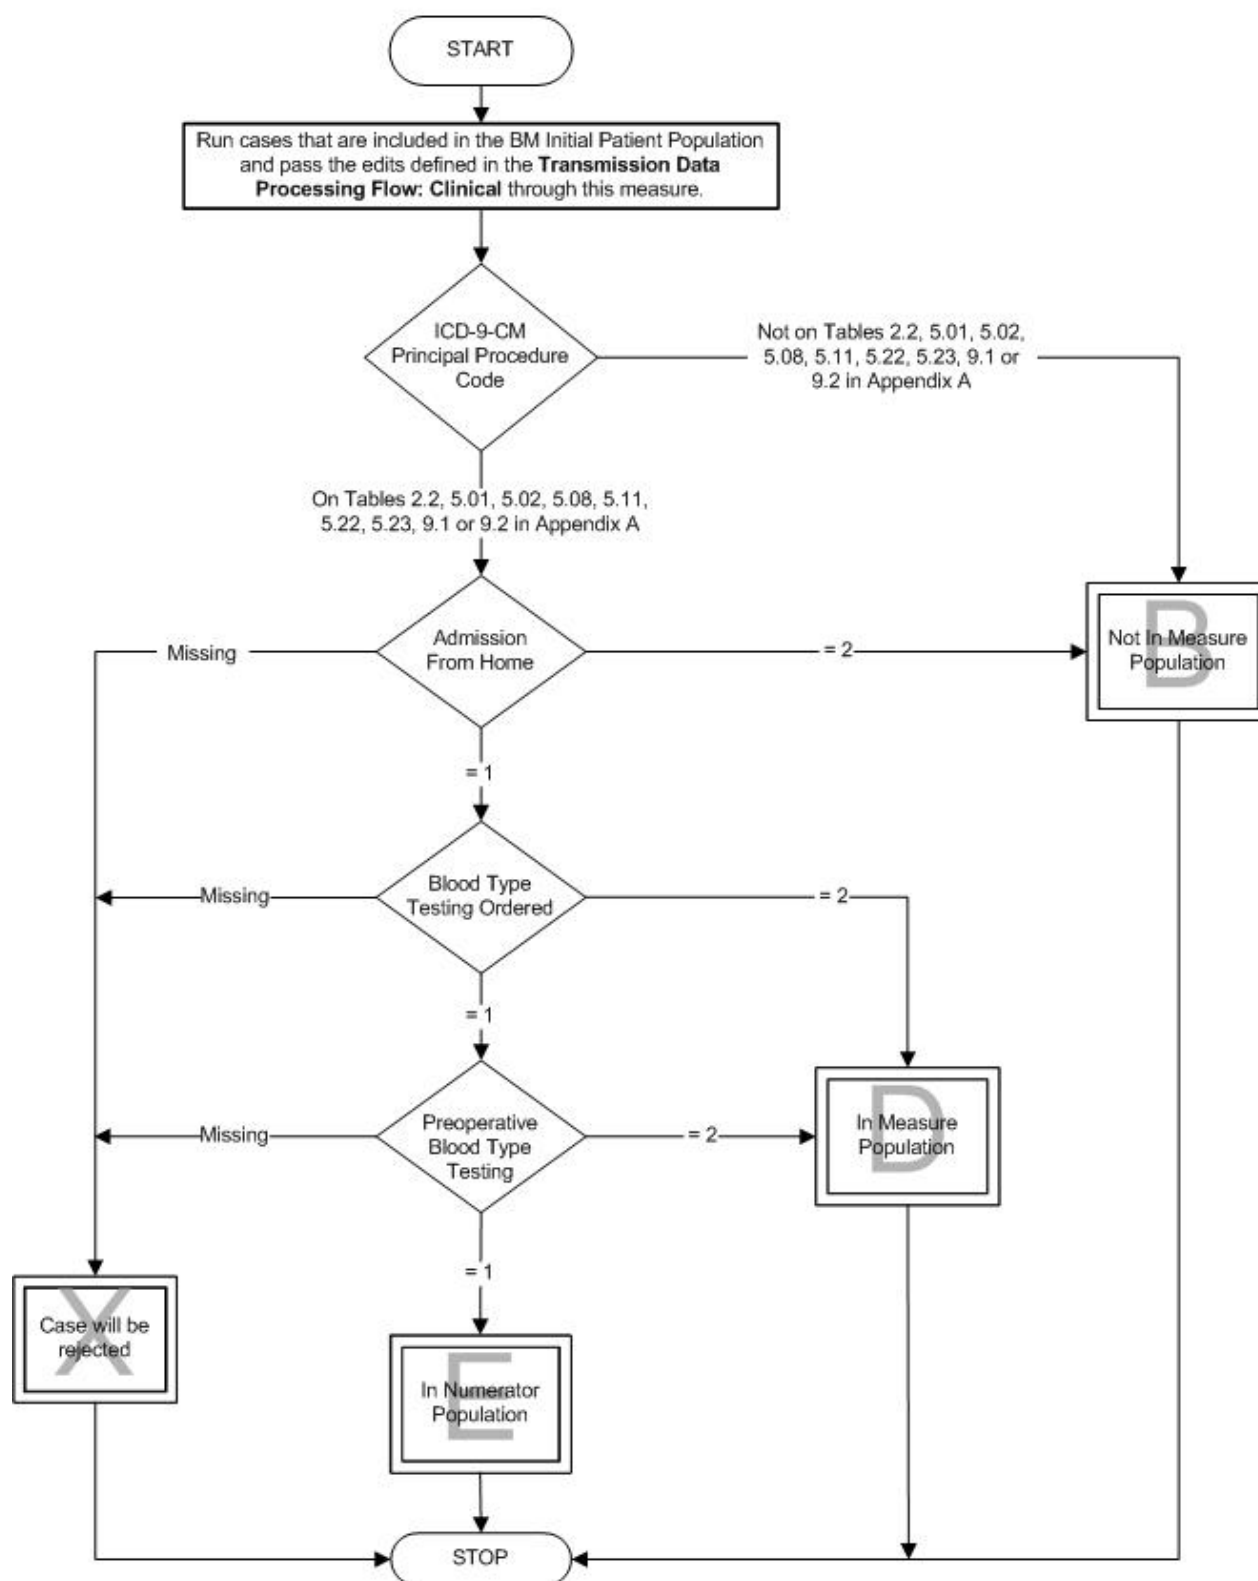 START
Run cases that are included in the BM Initial Patient Population
and pass the edits defined in the Transmission Data
Processing Flow: Clinical through this measure.
ICD-9-CM
Principal Procedure
Code
Not on Tables 2.2, 5.01, 5.02,
5.08, 5.11, 5.22, 5.23, 9.1 or
9.2 in Appendix A
On Tables 2.2, 5.01, 5.02, 5.08, 5.11,
5.22, 5.23, 9.1 or 9.2 in Appendix A
Admission
From Home
Missing
= 2
B
Not In Measure
Population
= 1
Blood Type
Testing Ordered
Missing
= 2
= 1
Preoperative
Blood Type
Testing
Missing
= 2
D
In Measure
Population
= 1
X
Case will be
rejected
E
In Numerator
Population
STOP